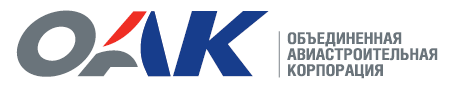 ОАК
ОБЪЕДИНЕННАЯ
АВИАСТРОИТЕЛЬНАЯ
КОРПОРАЦИЯ